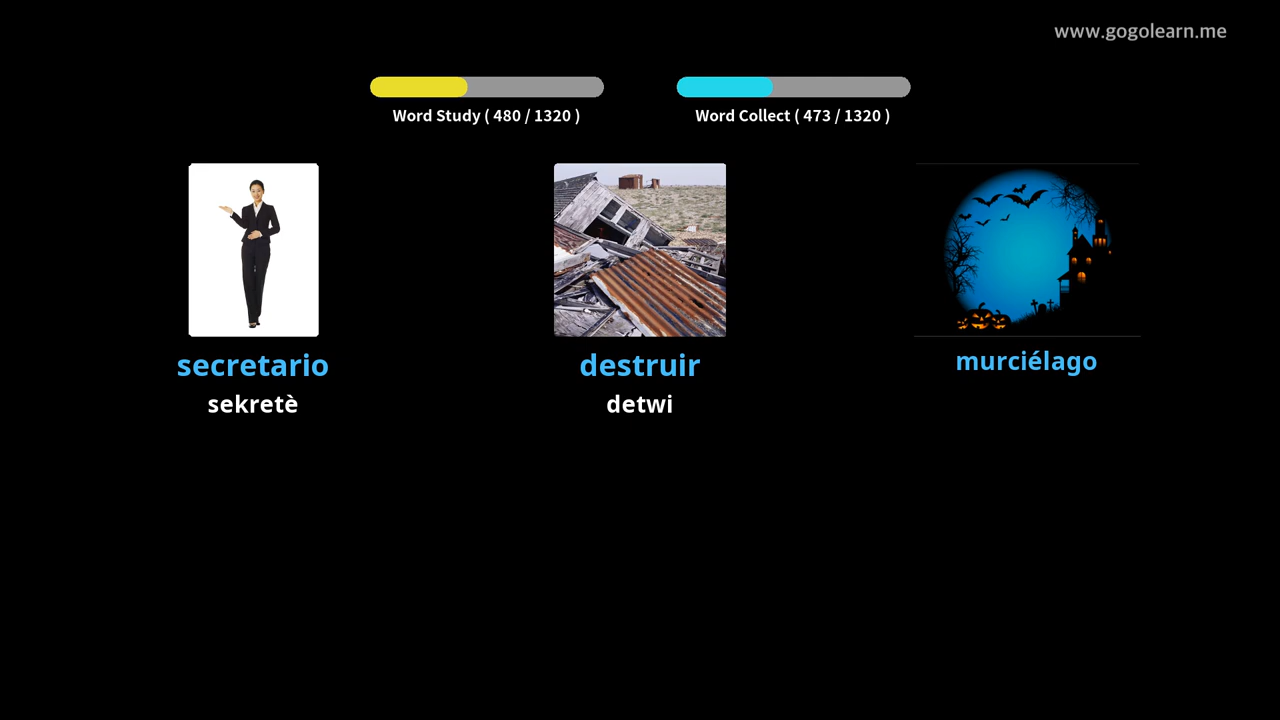 www.gogolearn.me
Word Study ( 480 / 1320 )
Word Collect ( 473 / 1320 )
secretario
destruir
murciélago
sekretè
detwi